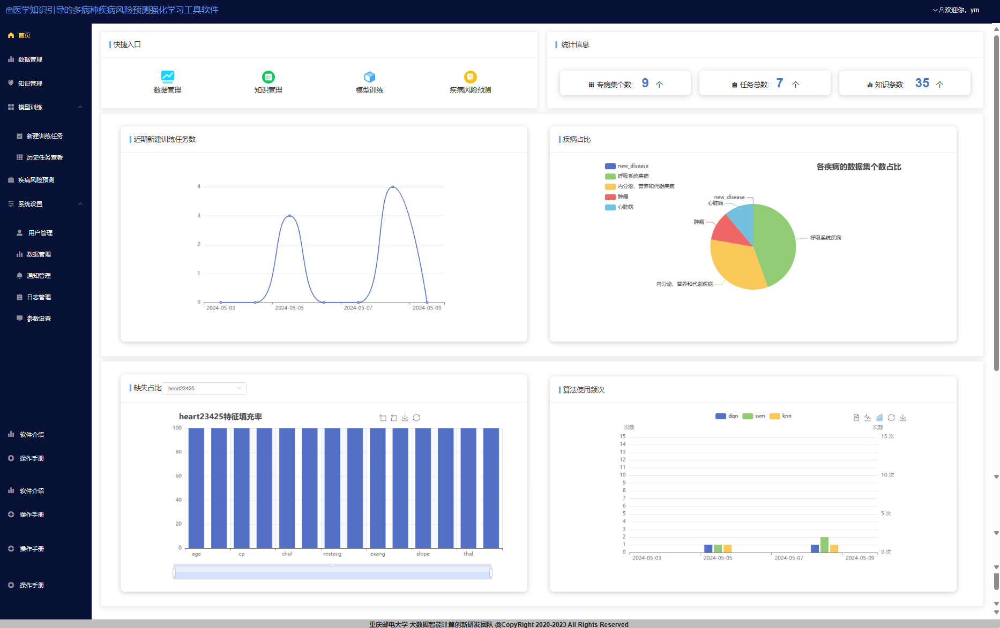 医学知识引导的多病种疾病风险预测强化学习工具软件
欢迎你，ym
首页
数据管理
知识管理
模型训练
新建训练任务
历史任务查看
疾病风险预测
系统设置
用户管理
数据管理
通知管理
日志管理
参数设置
软件介绍
操作手册
软件介绍
操作手册
操作手册
操作手册
快捷入口
数据管理
知识管理
模型训练
疾病风险预测
统计信息
专病集个数: 9 个
任务总数: 7 个
知识条数: 35 个
近期新建训练任务数
4
3
2
1
0
2024-05-03 2024-05-05 2024-05-07 2024-05-09
疾病占比
各疾病的数据集个数占比
new_disease
呼吸系统疾病
内分泌、营养和代谢疾病
肿瘤
心脏病
new_disease
心脏病
肿瘤
呼吸系统疾病
内分泌、营养和代谢疾病
缺失占比 heart23425
heart23425特征填充率
100
80
60
40
20
0
age cp chol restecg exang slope thal
算法使用频次
dqn svm knn
次数 次数
15 15 次
14
13
12
11
10 10 次
9
8
7
6
5 5 次
4
3
2
1
0 0 次
2024-05-03 2024-05-05 2024-05-07 2024-05-09
重庆邮电大学 大数据智能计算创新研发团队 @CopyRight 2020-2023 All Rights Reserved